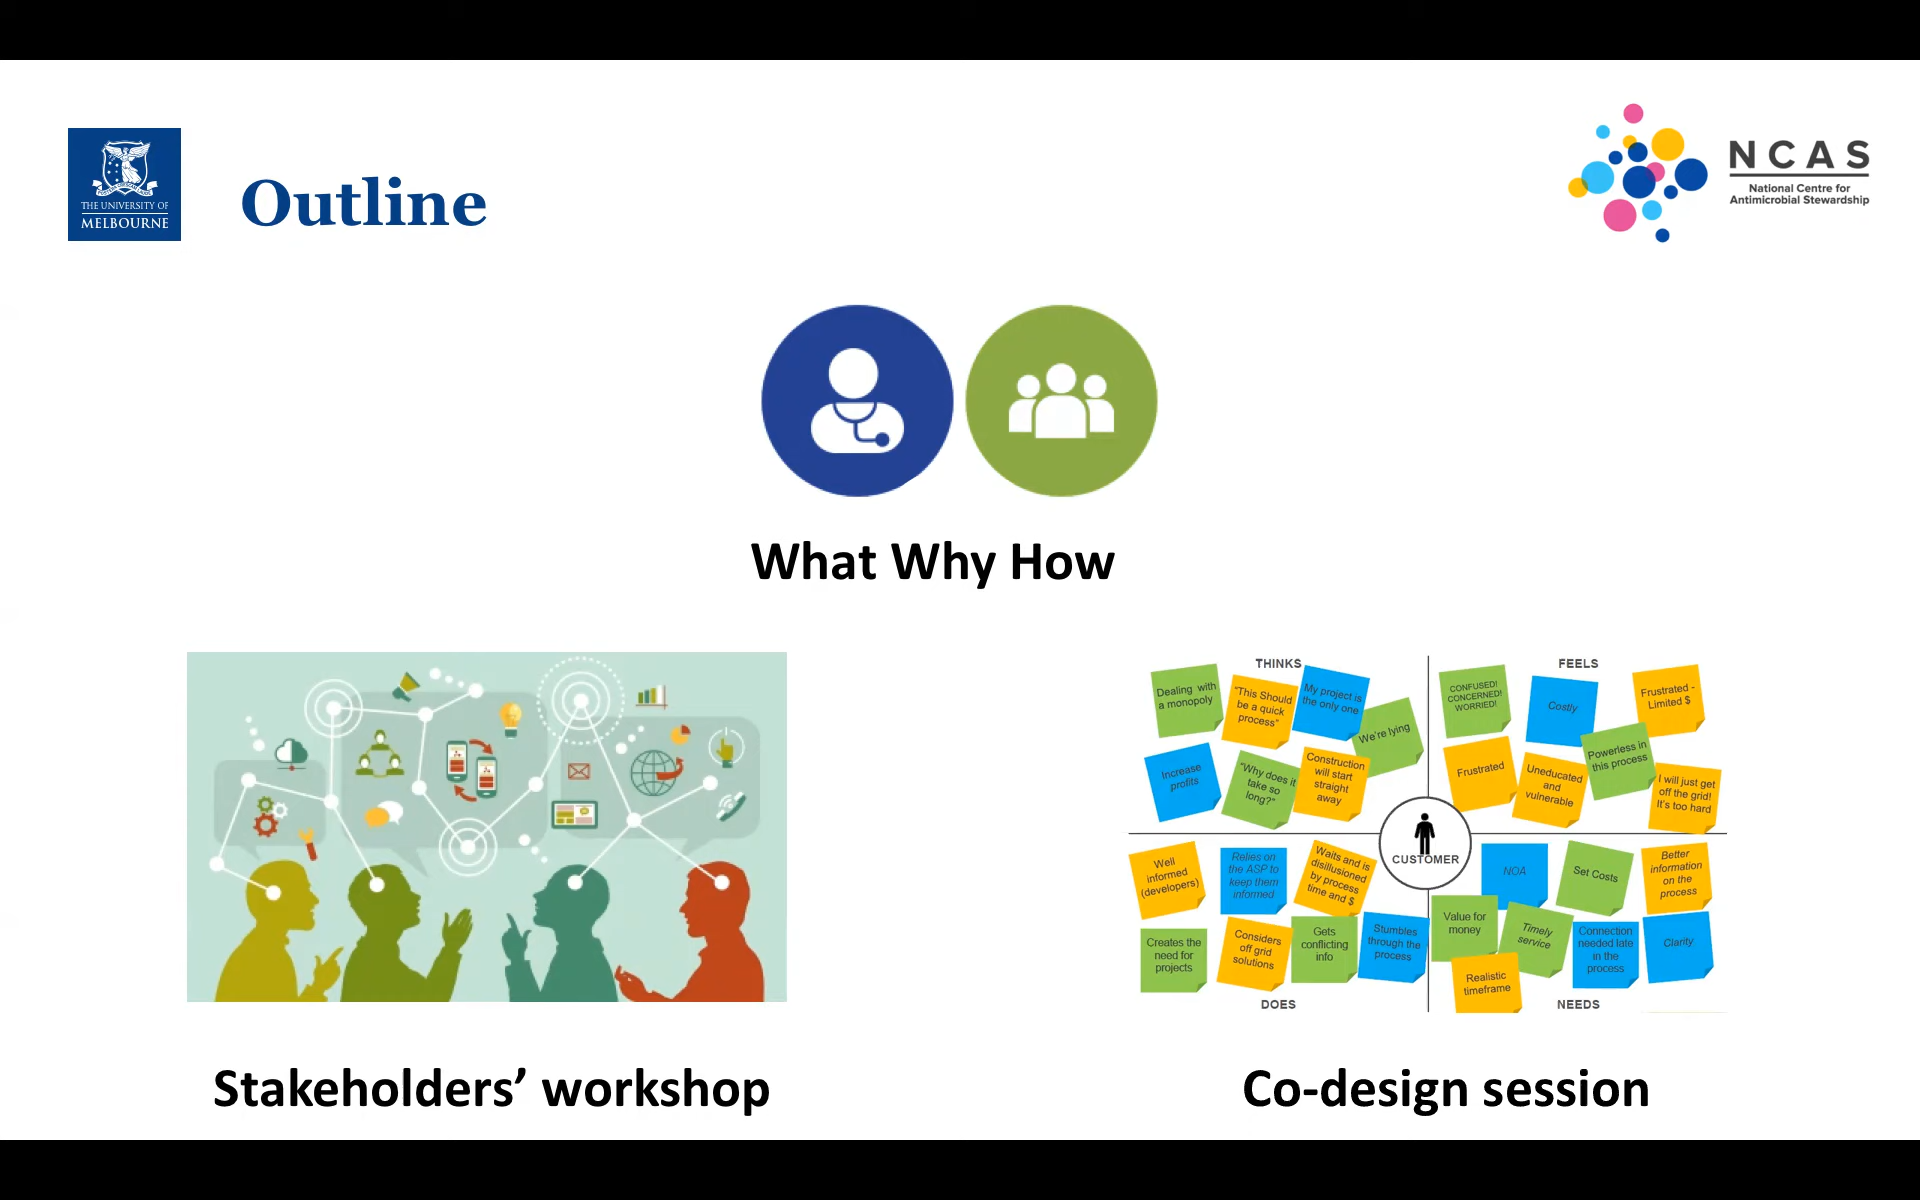 THE UNIVERSITY OF
MELBOURNE
Outline
NCAS
National Centre for
Antimicrobial Stewardship
What Why How
Stakeholders’ workshop
THINKS
Dealing with
a monopoly
"This Should
be a quick
process"
My project is
the only one
We're lying
Increase
profits
"Why does it
take so
long?"
Construction
will start
straight
away
FEELS
CONFUSED!
CONCERNED!
WORRIED!
Costly
Frustrated -
Limited $
Frustrated
Uneducated
and
vulnerable
Powerless in
this process
I will just get
off the grid!
It's too hard
CUSTOMER
Well
informed
(developers)
Relies on
the ASP to
keep them
informed
Waits and is
disillusioned
by process
time and $
Creates the
need for
projects
Considers
off grid
solutions
Gets
conflicting
info
Stumbles
through the
process
DOES
NOA
Set Costs
Better
information
on the
process
Value for
money
Timely
service
Connection
needed late
in the
process
Clarity
Realistic
timeframe
NEEDS
Co-design session